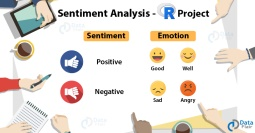 Sentiment Analysis - R Project
Sentiment Emotion
Positive
Good Well
Negative
Sad Angry
Data
Flair